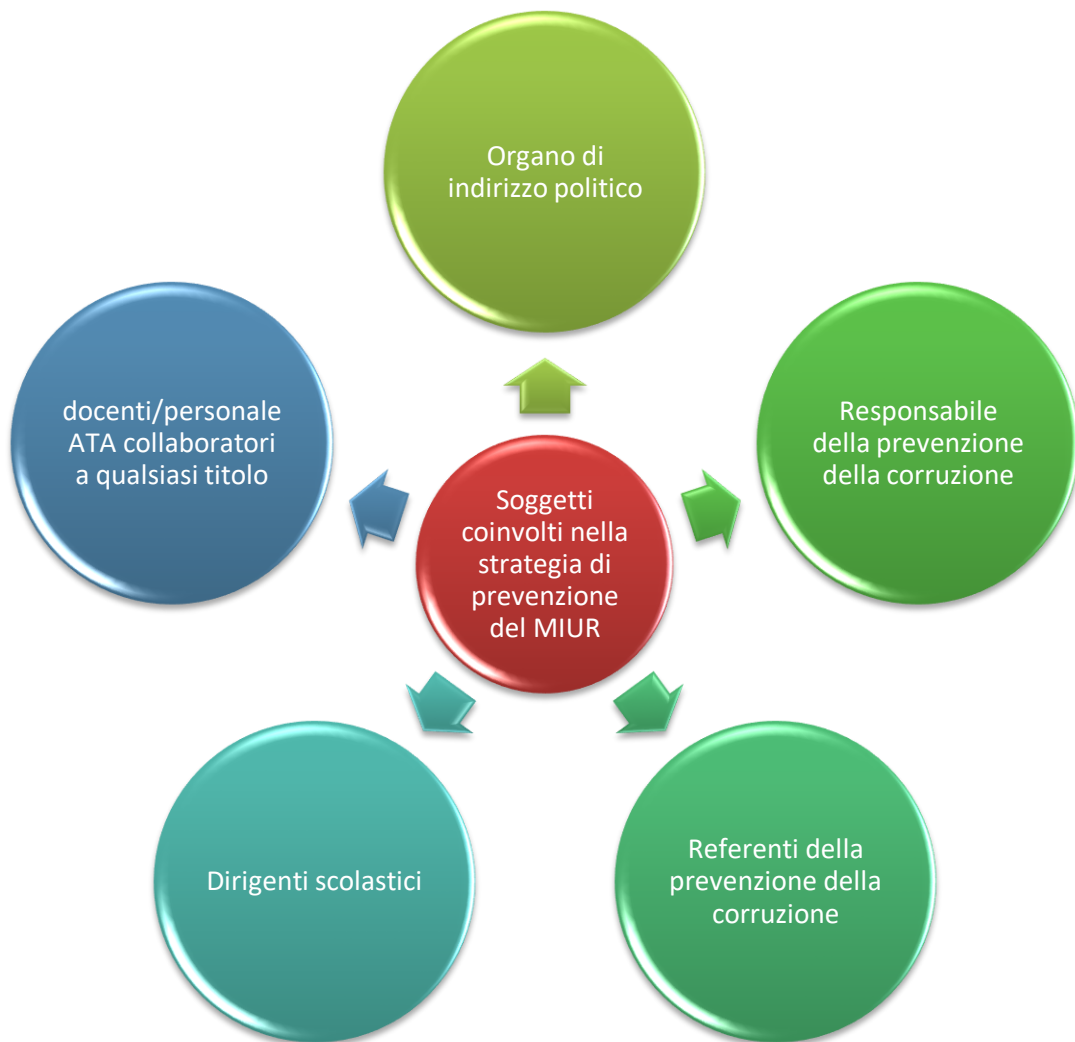 Organo di
indirizzo politico
Responsabile
della prevenzione
della corruzione
Referenti della
prevenzione della
corruzione
Dirigenti scolastici
docenti/personale
ATA collaboratori
a qualsiasi titolo
Soggetti
coinvolti nella
strategia di
prevenzione
del MIUR